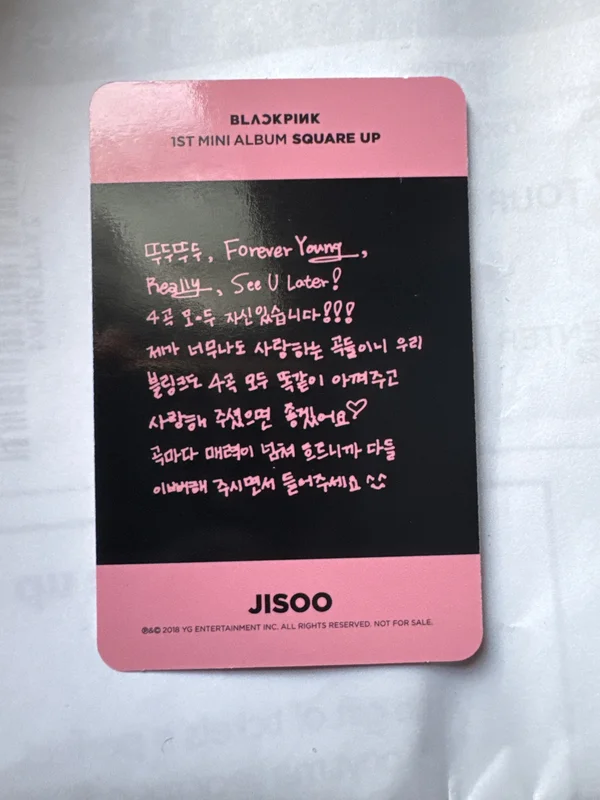 BLACKPINK
1ST MINI ALBUM SQUARE UP
뚜두뚜두, Forever Young,
Really, See U Later!
4곡 모-두 자신있습니다!!!
제가 너무나도 사랑하는 곡들이니 우리
블링크도 4곡 모두 똑같이 아껴주고
사랑해 주셨으면 좋겠어요♡
곡마다 매력이 넘쳐 흐르니까 다들
이뻐해 주시면서 들어주세요 ^^
JISOO
℗&© 2018 YG ENTERTAINMENT INC. ALL RIGHTS RESERVED. NOT FOR SALE.